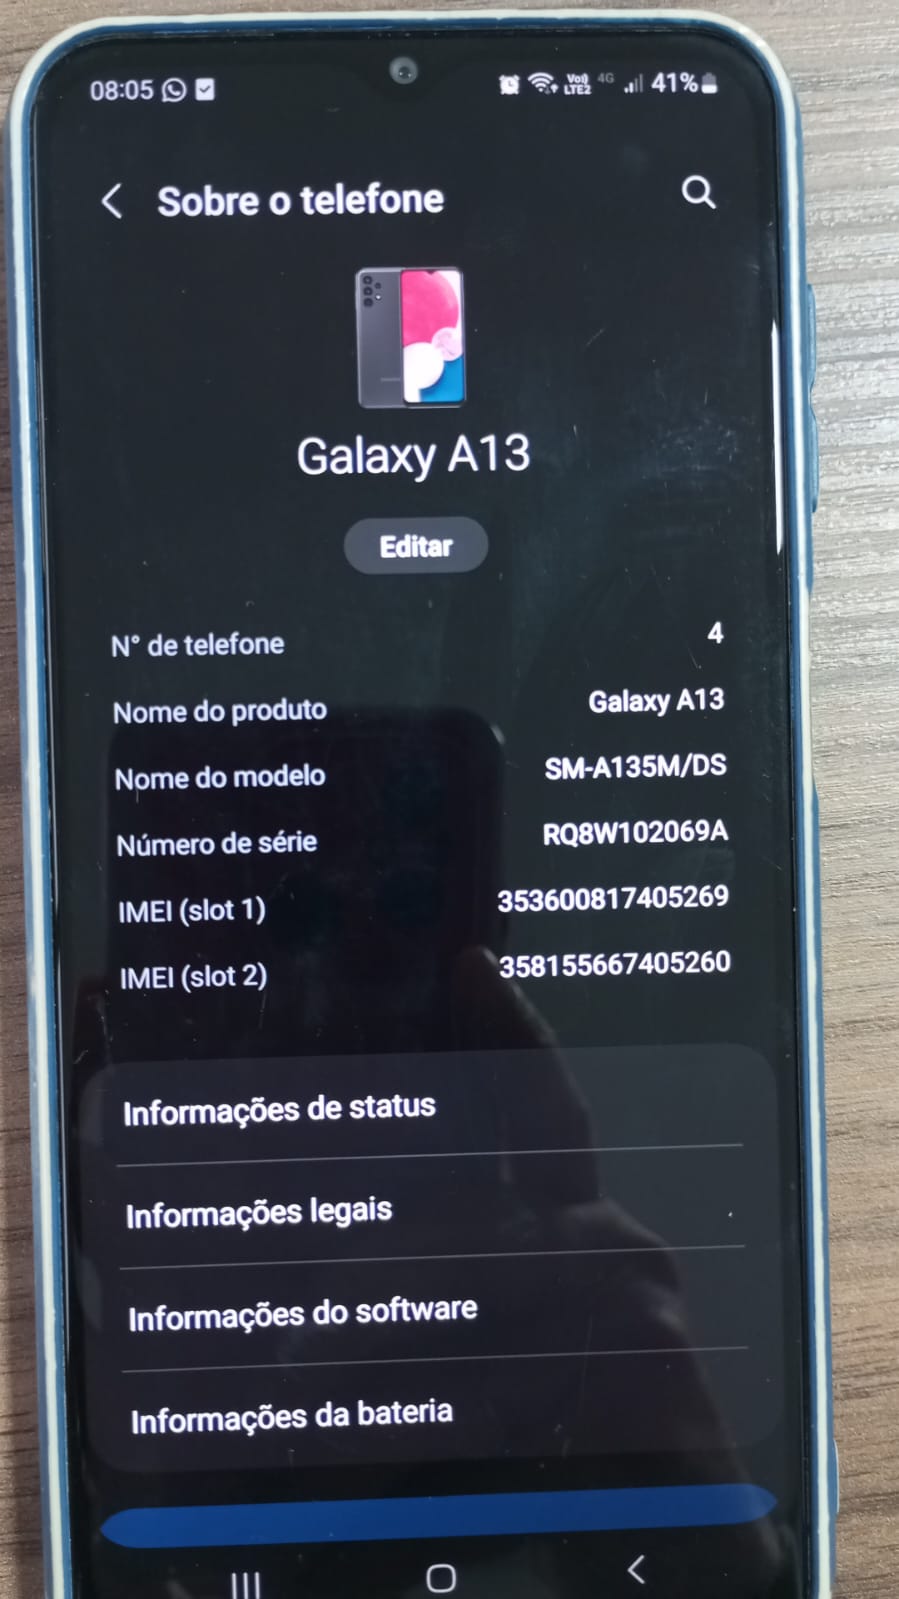 08:05 Vo)) LTE2 4G 41%
Sobre o telefone
Galaxy A13
Editar
N° de telefone 4
Nome do produto Galaxy A13
Nome do modelo SM-A135M/DS
Número de série RQ8W102069A
IMEI (slot 1) 353600817405269
IMEI (slot 2) 358155667405260
Informações de status
Informações legais
Informações do software
Informações da bateria